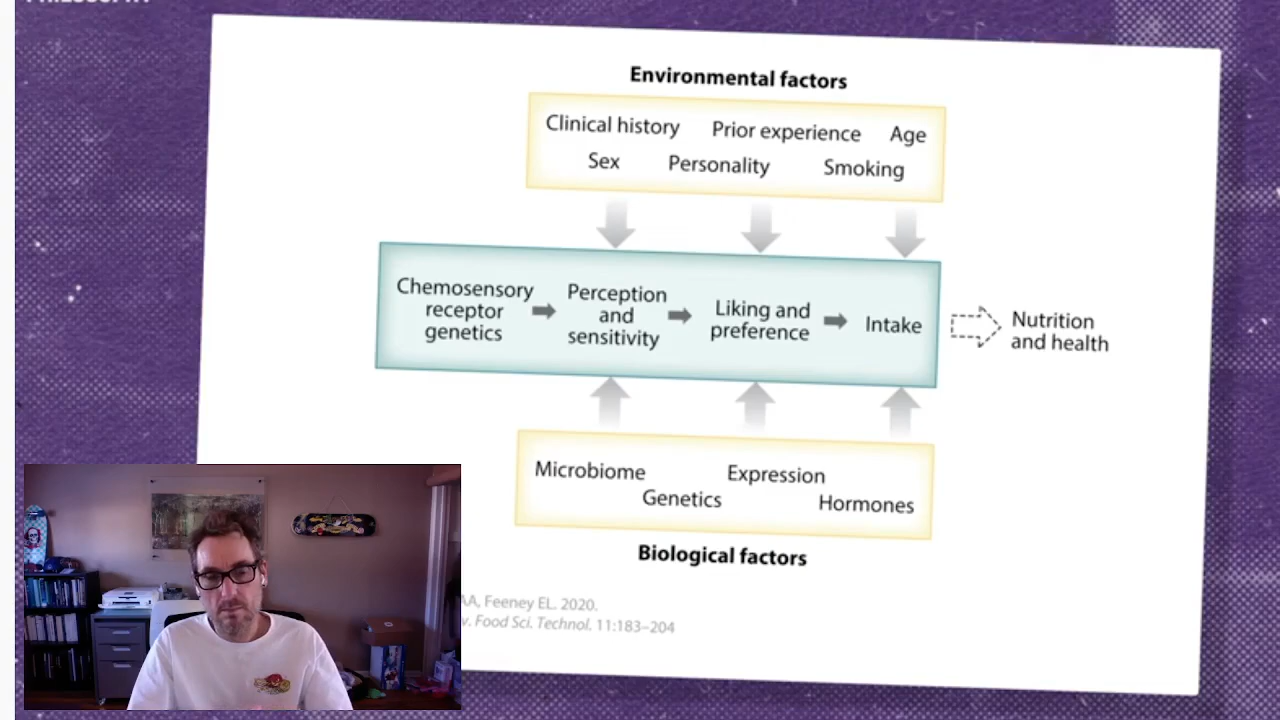 Environmental factors
Clinical history Prior experience Age
Sex Personality Smoking
Chemosensory
receptor
genetics
Perception
and
sensitivity
Liking and
preference
Intake
Nutrition
and health
Microbiome Expression
Genetics Hormones
Biological factors
AA, Feeney EL. 2020.
v. Food Sci. Technol. 11:183–204